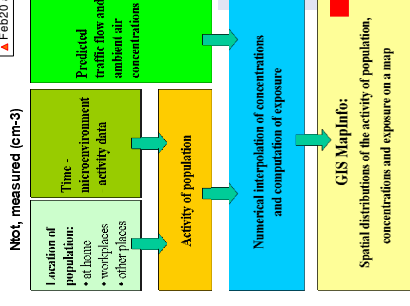 ▲ Feb20
Ntot, measured (cm-3)
Predicted
traffic flow and
ambient air
concentrations
Time -
microenvironment
activity data
Location of
population:
• at home
• workplaces
• other places
Activity of population
Numerical interpolation of concentrations
and computation of exposure
GIS MapInfo:
Spatial distributions of the activity of population,
concentrations and exposure on a map